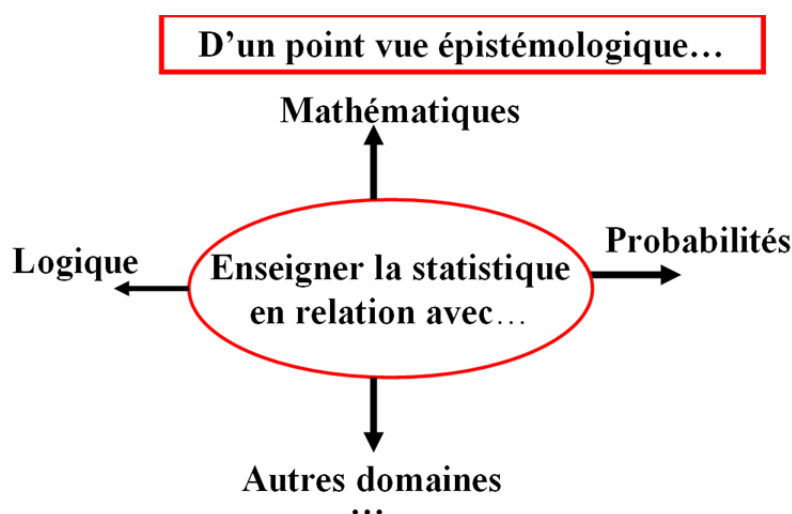 D'un point vue épistémologique…
Mathématiques
Probabilités
Logique
Enseigner la statistique
en relation avec…
Autres domaines
…